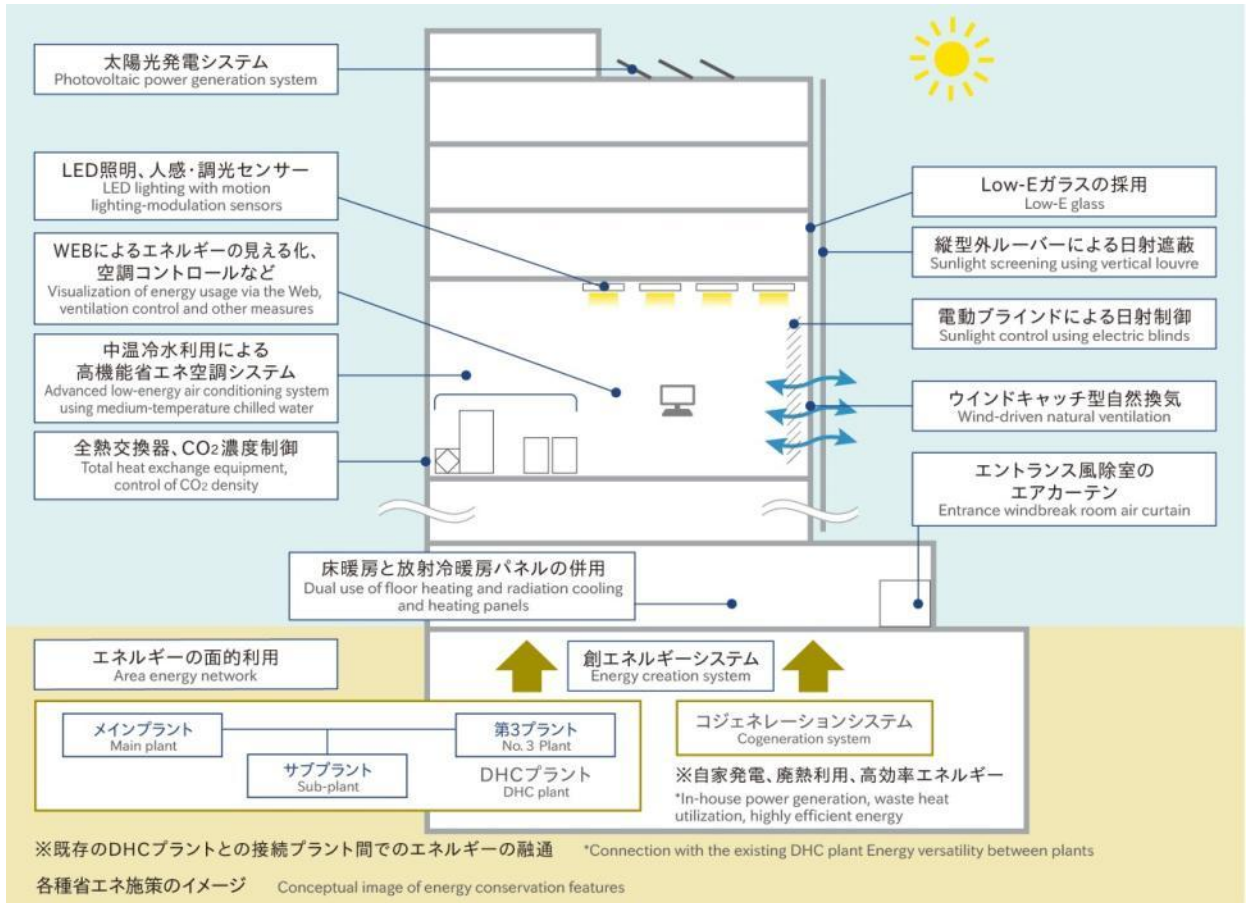 太陽光発電システム
Photovoltaic power generation system
LED照明、人感・調光センサー
LED lighting with motion
lighting-modulation sensors
WEBによるエネルギーの見える化、
空調コントロールなど
Visualization of energy usage via the Web,
ventilation control and other measures
中温冷水利用による
高機能省エネ空調システム
Advanced low-energy air conditioning system
using medium-temperature chilled water
全熱交換器、CO2濃度制御
Total heat exchange equipment,
control of CO2 density
Low-Eガラスの採用
Low-E glass
縦型外ルーバーによる日射遮蔽
Sunlight screening using vertical louvre
電動ブラインドによる日射制御
Sunlight control using electric blinds
ウインドキャッチ型自然換気
Wind-driven natural ventilation
エントランス風除室の
エアカーテン
Entrance windbreak room air curtain
床暖房と放射冷暖房パネルの併用
Dual use of floor heating and radiation cooling
and heating panels
エネルギーの面的利用
Area energy network
創エネルギーシステム
Energy creation system
メインプラント
Main plant
サブプラント
Sub-plant
第3プラント
No. 3 Plant
DHCプラント
DHC plant
コジェネレーションシステム
Cogeneration system
※自家発電、廃熱利用、高効率エネルギー
*In-house power generation, waste heat
utilization, highly efficient energy
※既存のDHCプラントとの接続プラント間でのエネルギーの融通 *Connection with the existing DHC plant Energy versatility between plants
各種省エネ施策のイメージ Conceptual image of energy conservation features